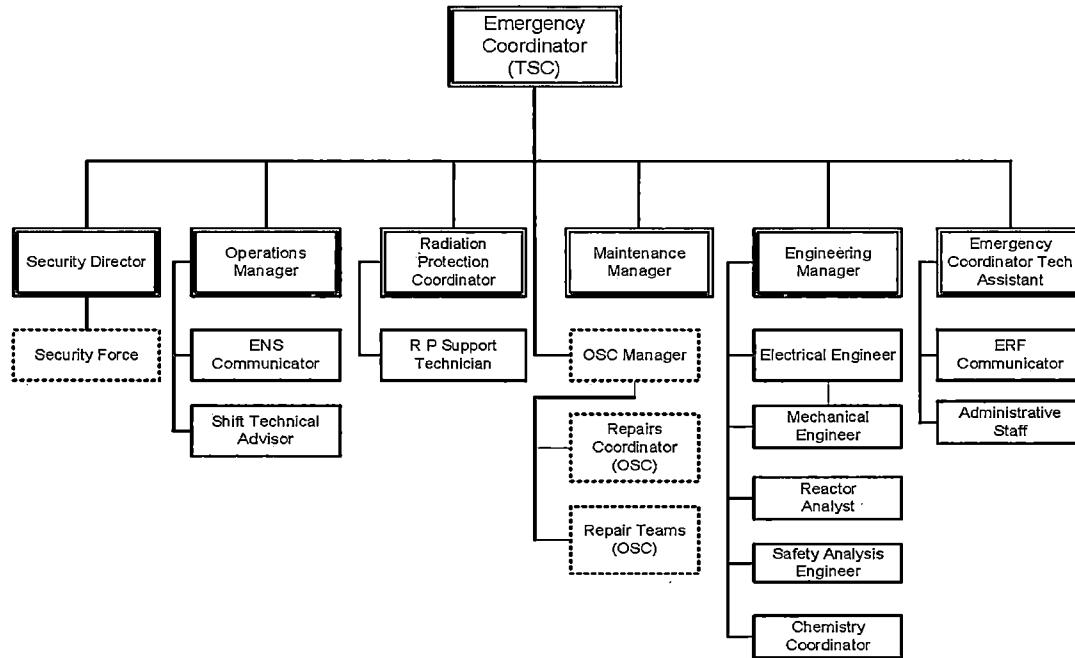 Emergency
Coordinator
(TSC)
Security Director
Operations
Manager
Radiation
Protection
Coordinator
Maintenance
Manager
Engineering
Manager
Emergency
Coordinator Tech
Assistant
Security Force
ENS
Communicator
R P Support
Technician
OSC Manager
Electrical Engineer
ERF
Communicator
Shift Technical
Advisor
Repairs
Coordinator
(OSC)
Mechanical
Engineer
Administrative
Staff
Reactor
Analyst
Repair Teams
(OSC)
Safety Analysis
Engineer
Chemistry
Coordinator